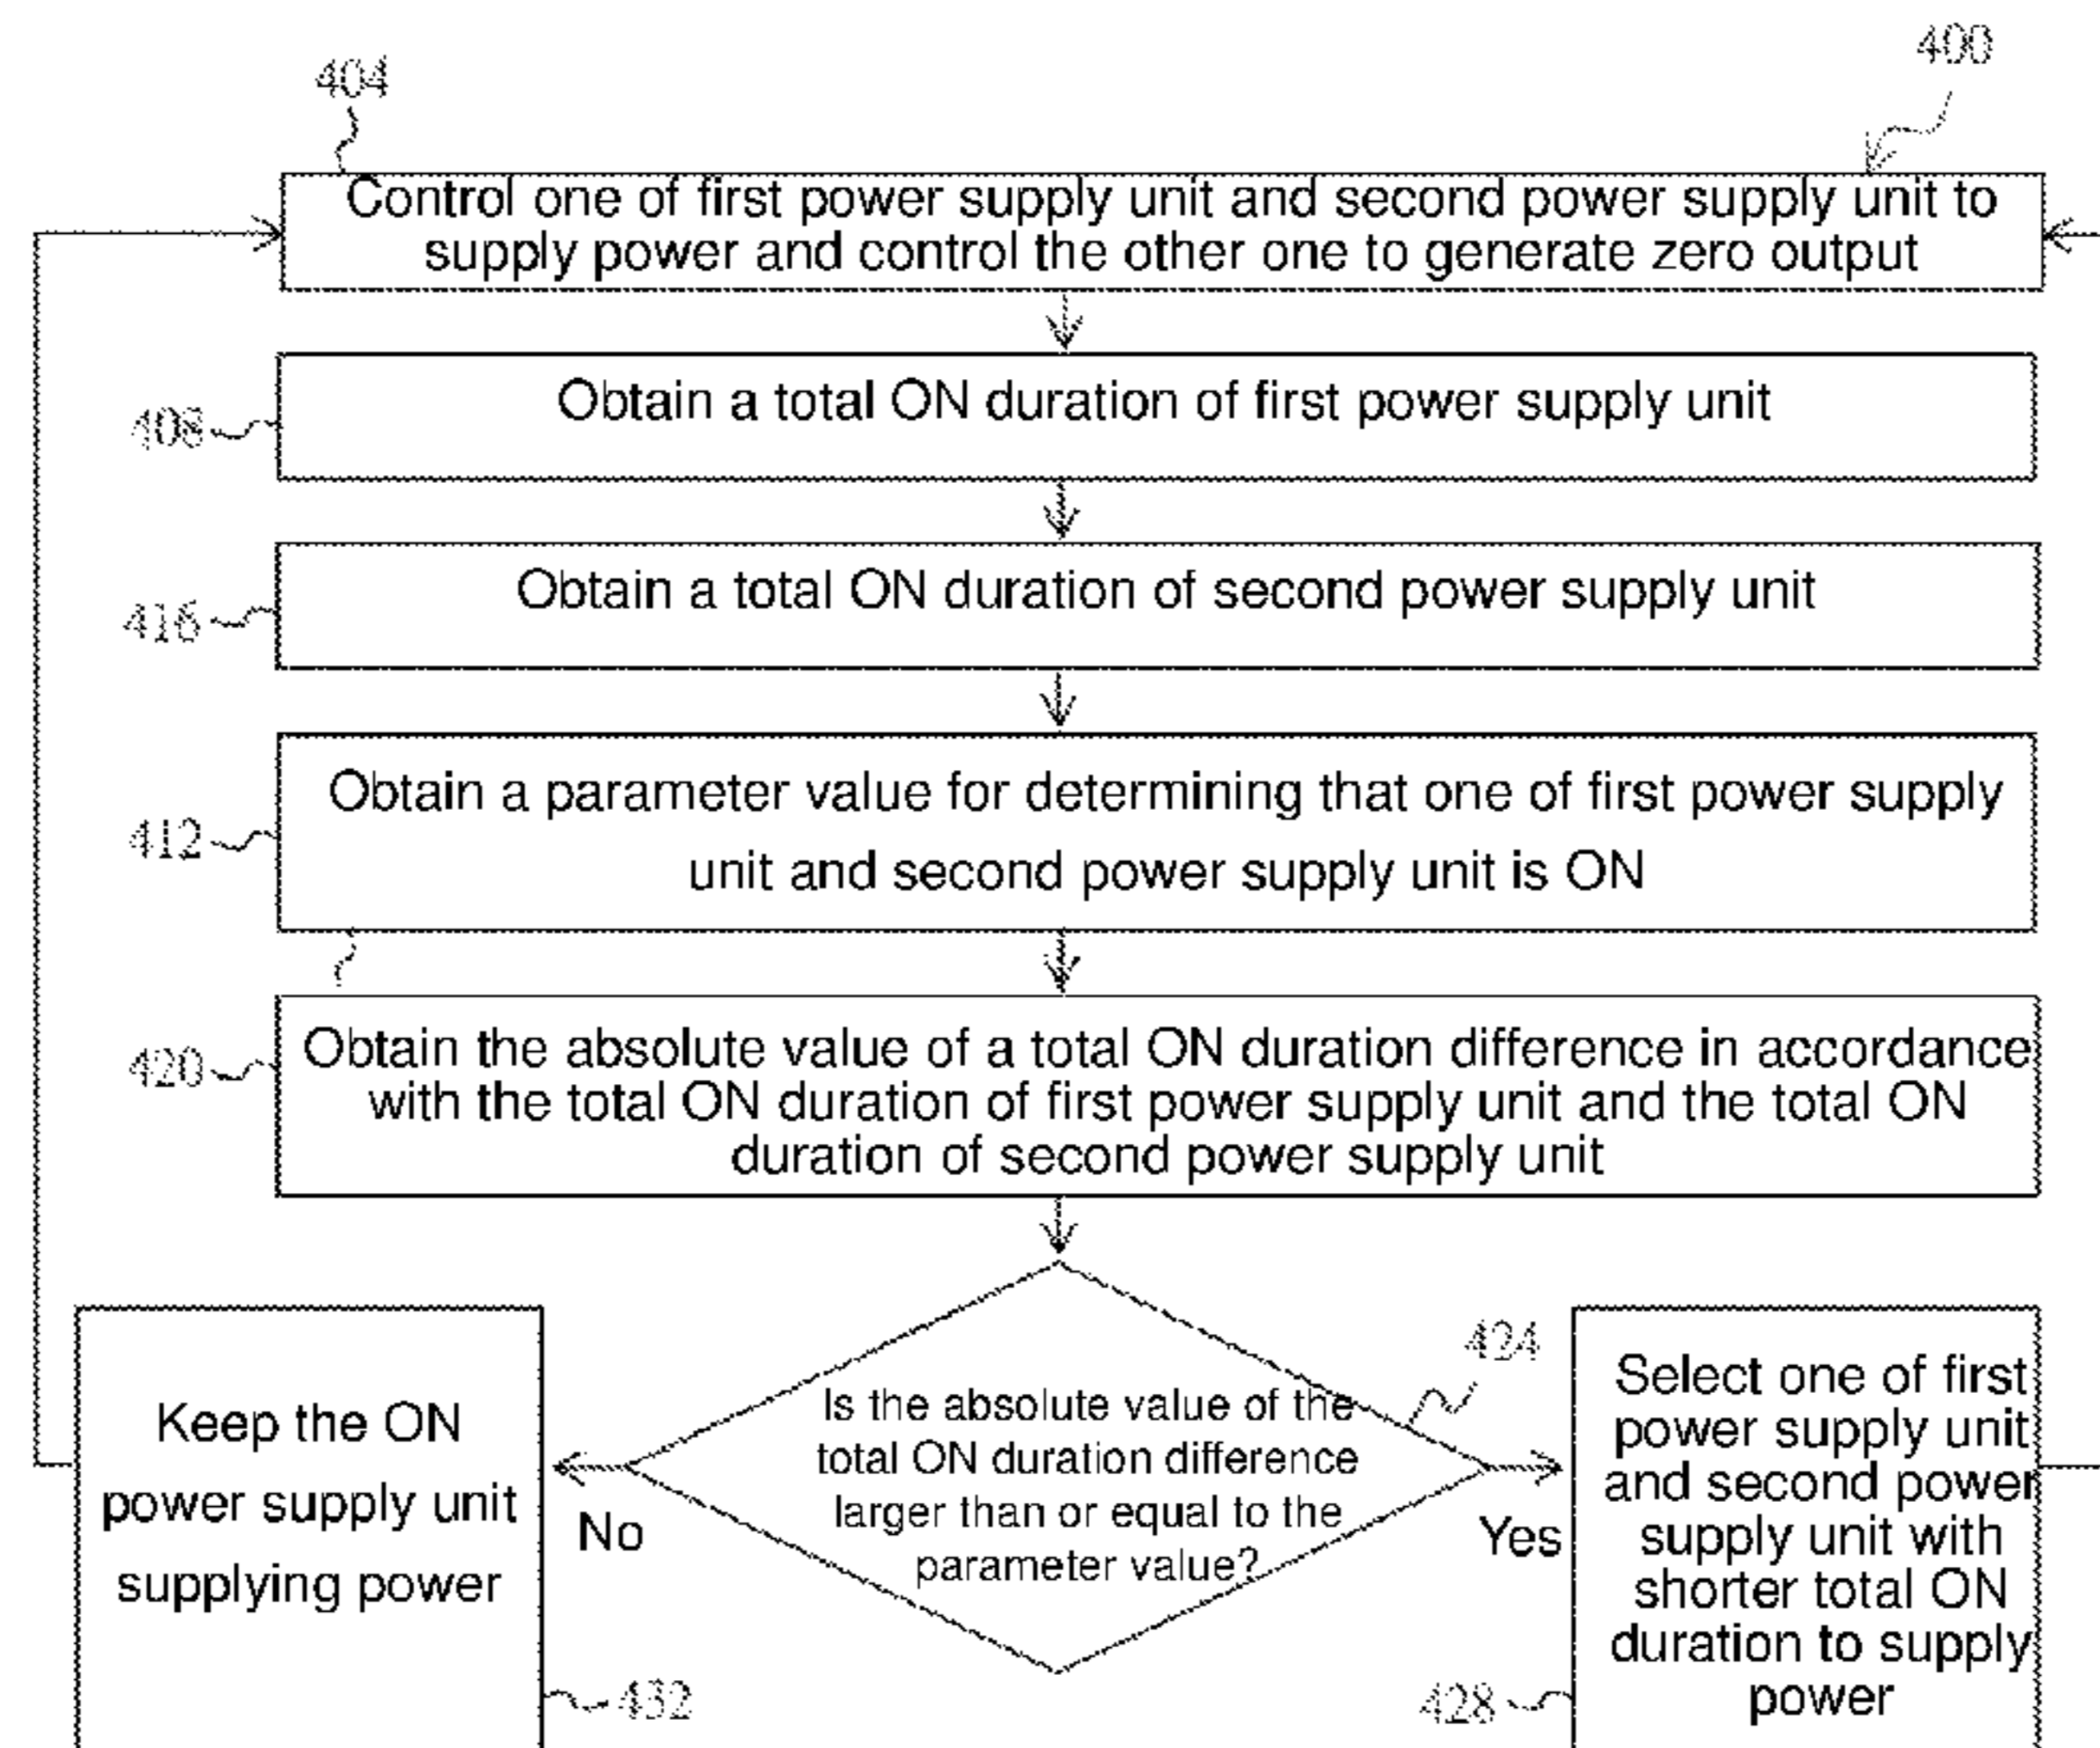 400
404
Control one of first power supply unit and second power supply unit to
supply power and control the other one to generate zero output
408
Obtain a total ON duration of first power supply unit
416
Obtain a total ON duration of second power supply unit
412
Obtain a parameter value for determining that one of first power supply
unit and second power supply unit is ON
420
Obtain the absolute value of a total ON duration difference in accordance
with the total ON duration of first power supply unit and the total ON
duration of second power supply unit
424
Is the absolute value of the
total ON duration difference
larger than or equal to the
parameter value?
No
Yes
Keep the ON
power supply unit
supplying power
432
Select one of first
power supply unit
and second power
supply unit with
shorter total ON
duration to supply
power
428